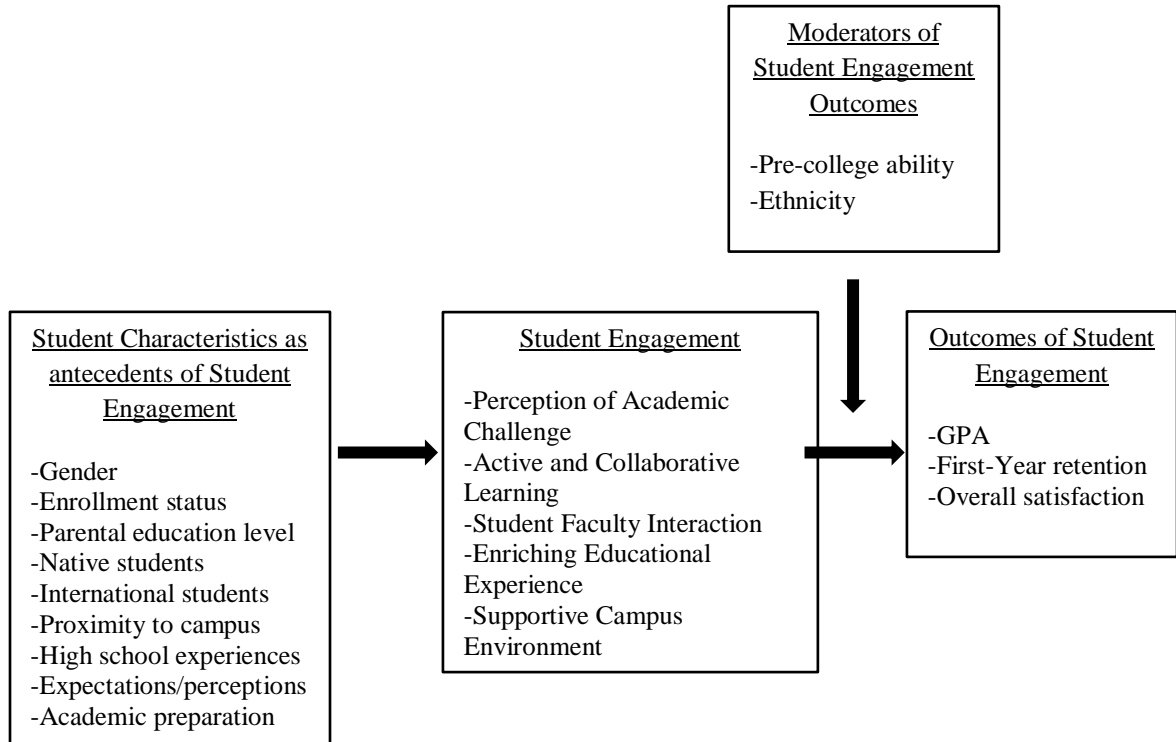 Moderators of
Student Engagement
Outcomes
-Pre-college ability
-Ethnicity
Student Characteristics as
antecedents of Student
Engagement
-Gender
-Enrollment status
-Parental education level
-Native students
-International students
-Proximity to campus
-High school experiences
-Expectations/perceptions
-Academic preparation
Student Engagement
-Perception of Academic
Challenge
-Active and Collaborative
Learning
-Student Faculty Interaction
-Enriching Educational
Experience
-Supportive Campus
Environment
Outcomes of Student
Engagement
-GPA
-First-Year retention
-Overall satisfaction